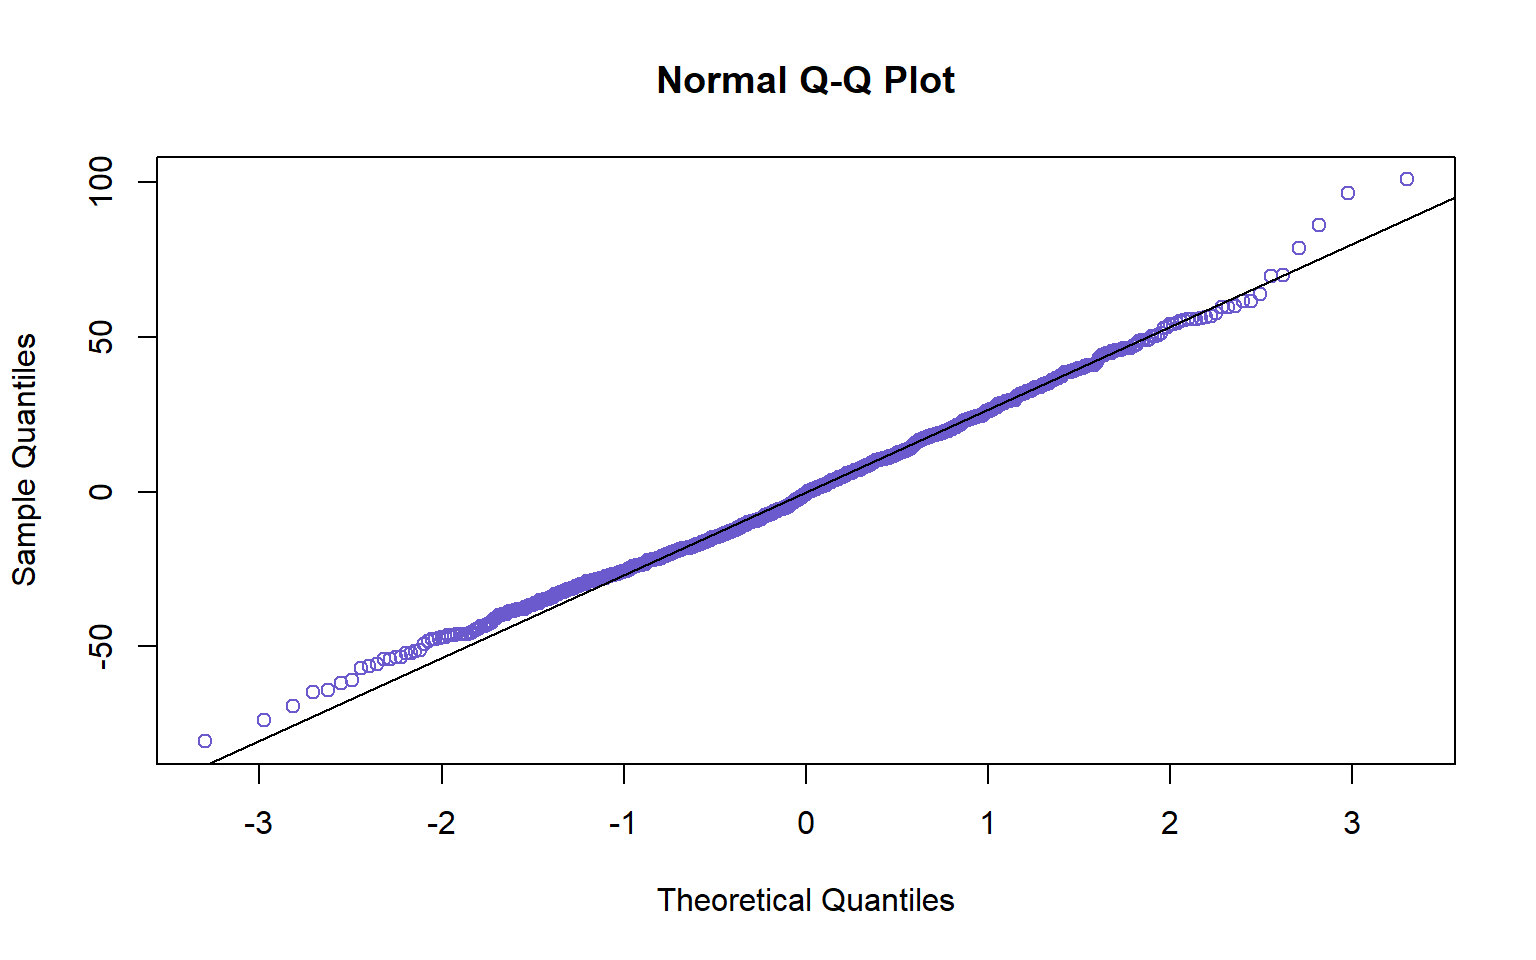 Normal Q-Q Plot
Sample Quantiles
100
50
0
-50
-3 -2 -1 0 1 2 3
Theoretical Quantiles